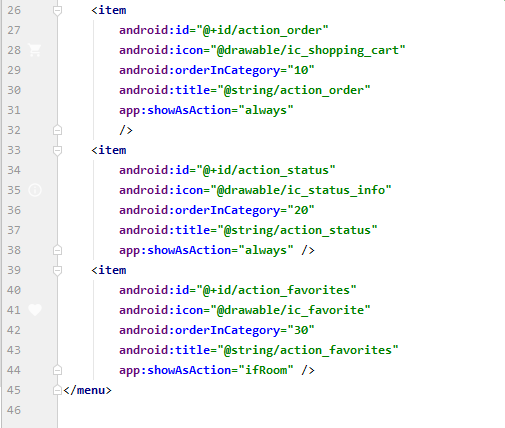 26 <item
27 android:id="@+id/action_order"
28 android:icon="@drawable/ic_shopping_cart"
29 android:orderInCategory="10"
30 android:title="@string/action_order"
31 app:showAsAction="always"
32 />
33 <item
34 android:id="@+id/action_status"
35 android:icon="@drawable/ic_status_info"
36 android:orderInCategory="20"
37 android:title="@string/action_status"
38 app:showAsAction="always" />
39 <item
40 android:id="@+id/action_favorites"
41 android:icon="@drawable/ic_favorite"
42 android:orderInCategory="30"
43 android:title="@string/action_favorites"
44 app:showAsAction="ifRoom" />
45 </menu>
46